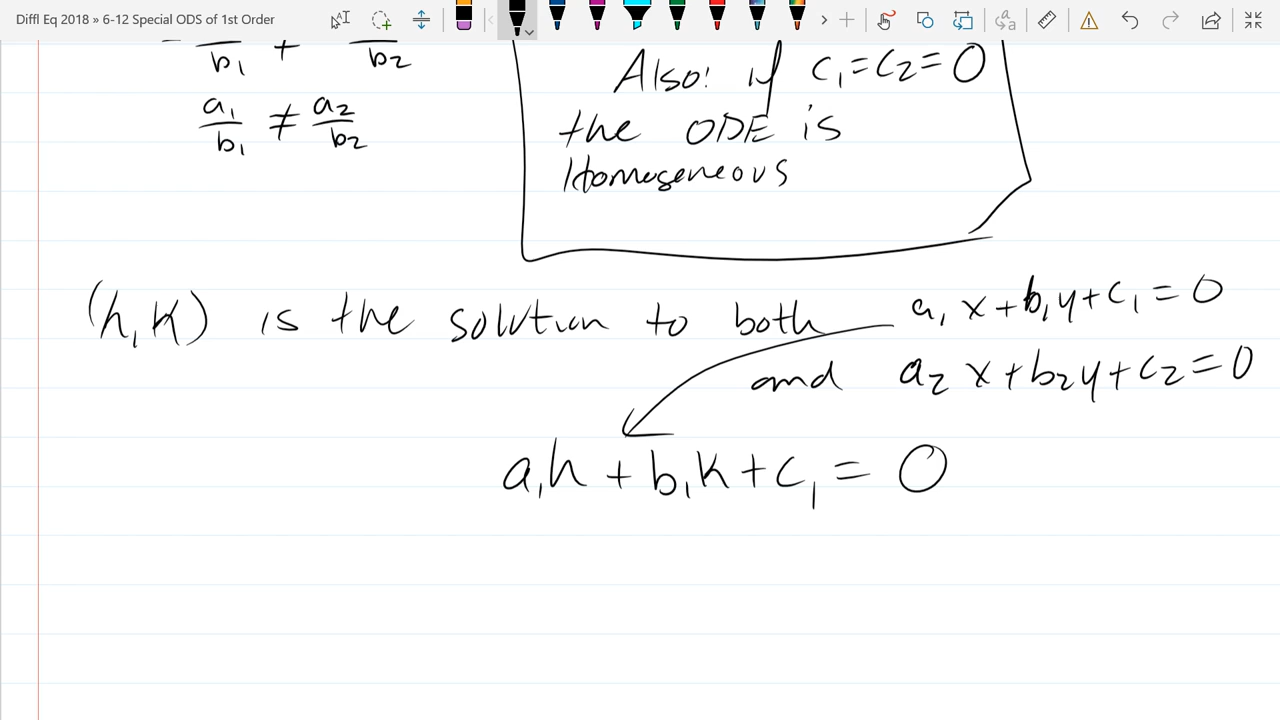 Diffl Eq 2018 » 6-12 Special ODS of 1st Order
b₁ + b₂
a₁/b₁ ≠ a₂/b₂
Also: if c₁=c₂=0
the ODE is
Homogeneous
(h,k) is the solution to both a₁x+b₁y+c₁=0
and a₂x+b₂y+c₂=0
a₁h+b₁k+c₁=0